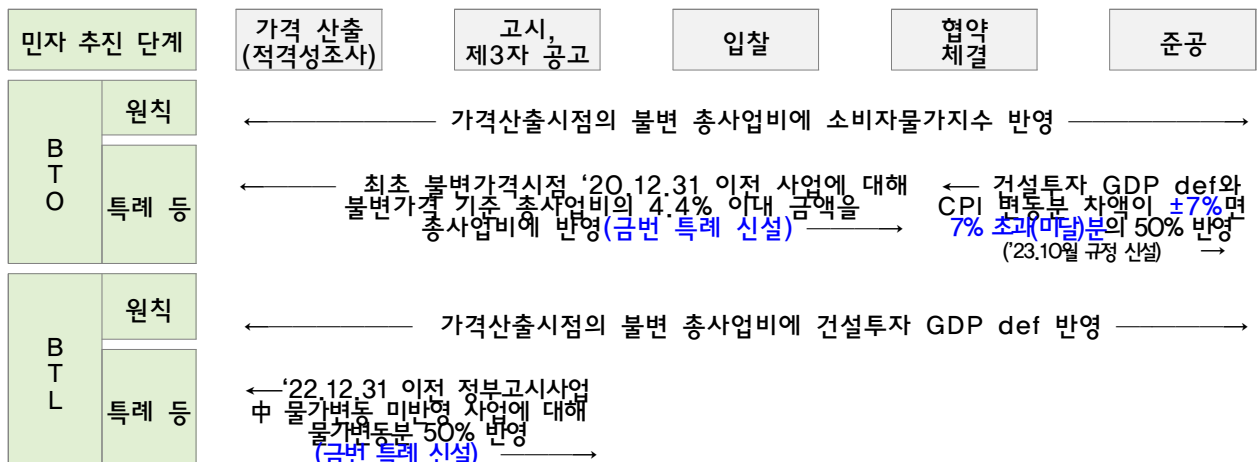 민자 추진 단계
가격 산출
(적격성조사)
고시,
제3자 공고
입찰
협약
체결
준공
B
T
O
원칙
← 가격산출시점의 불변 총사업비에 소비자물가지수 반영 →
특례 등
← 최초 불변가격시점 ‘20.12.31 이전 사업에 대해
불변가격 기준 총사업비의 4.4% 이내 금액을
총사업비에 반영(금번 특례 신설) →
← 건설투자 GDP def와
CPI 변동분 차액이 ±7%면
7% 초과(미달)분의 50% 반영
('23.10월 규정 신설) →
B
T
L
원칙
← 가격산출시점의 불변 총사업비에 건설투자 GDP def 반영 →
특례 등
←‘22.12.31 이전 정부고시사업
中 물가변동 미반영 사업에 대해
물가변동분 50% 반영
(금번 특례 신설) →